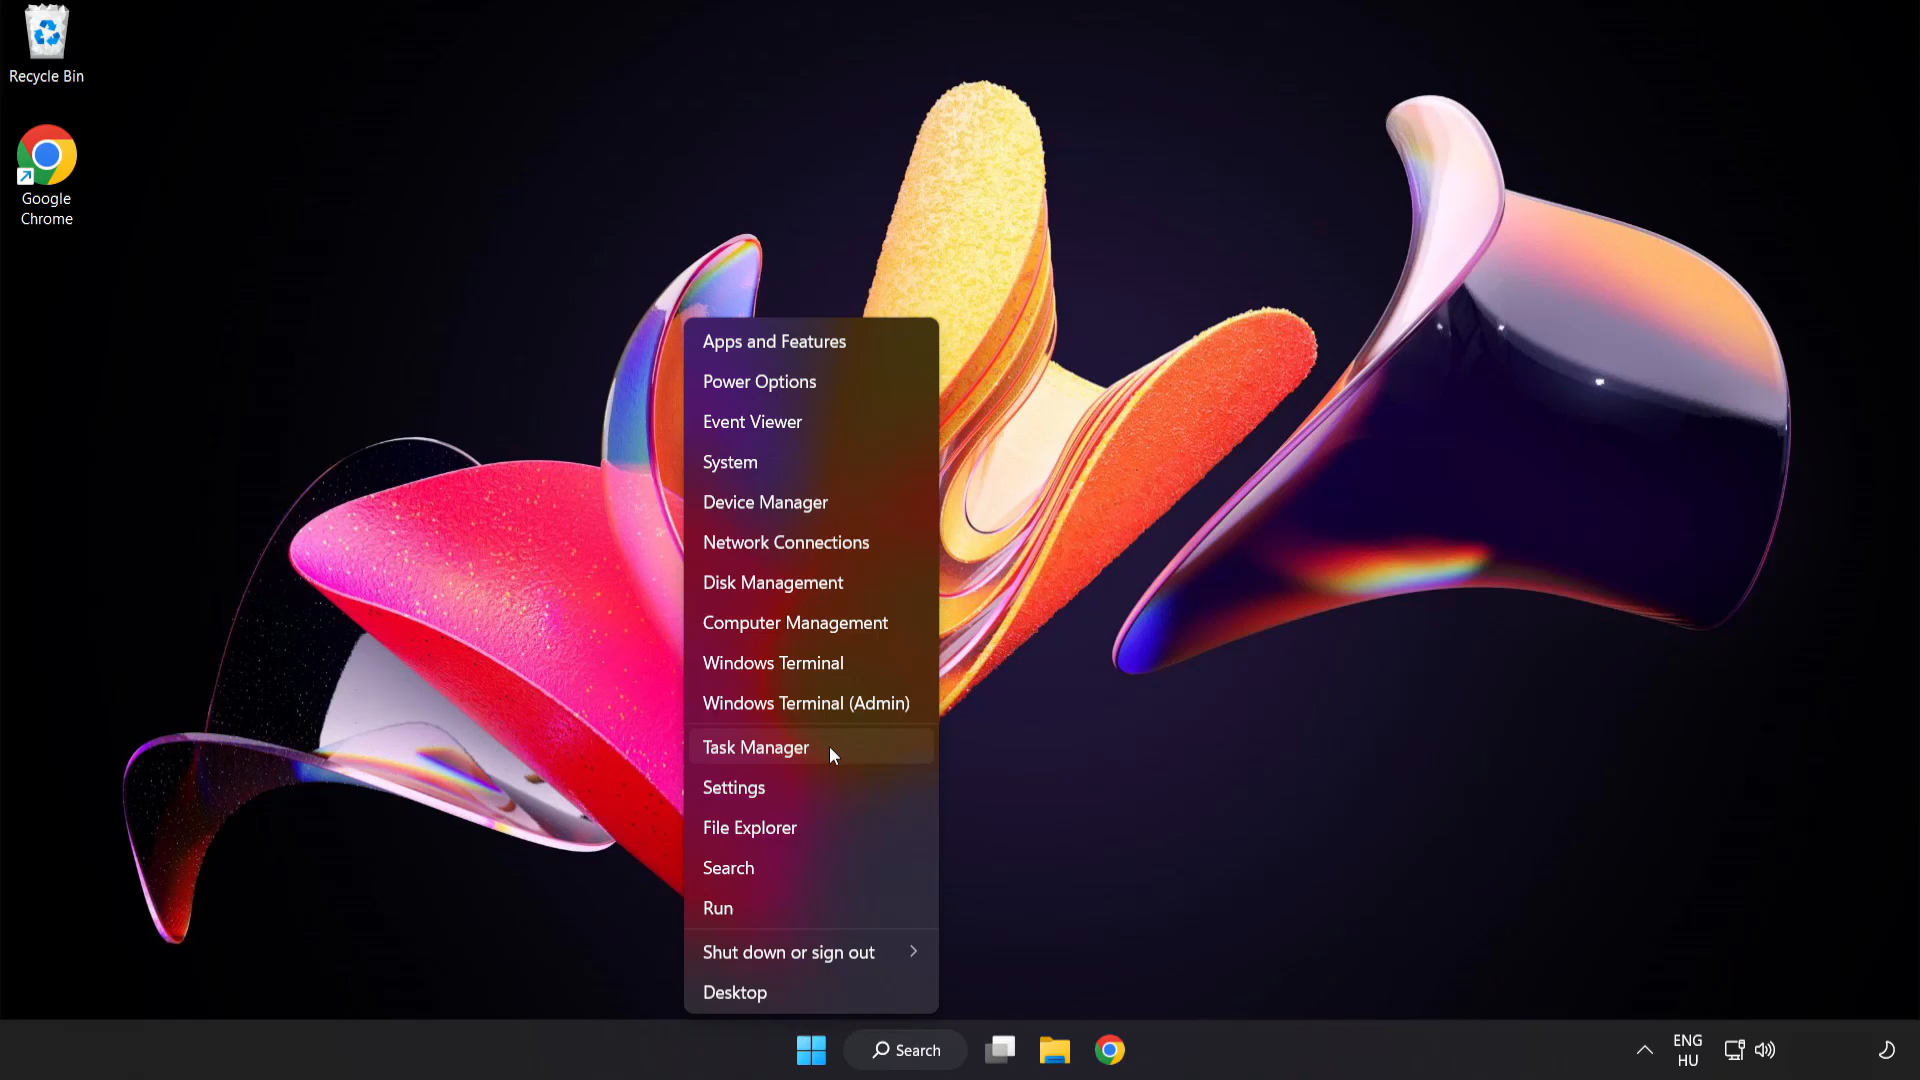 Recycle Bin
Google
Chrome
Apps and Features
Power Options
Event Viewer
System
Device Manager
Network Connections
Disk Management
Computer Management
Windows Terminal
Windows Terminal (Admin)
Task Manager
Settings
File Explorer
Search
Run
Shut down or sign out
Desktop
Search
ENG
HU